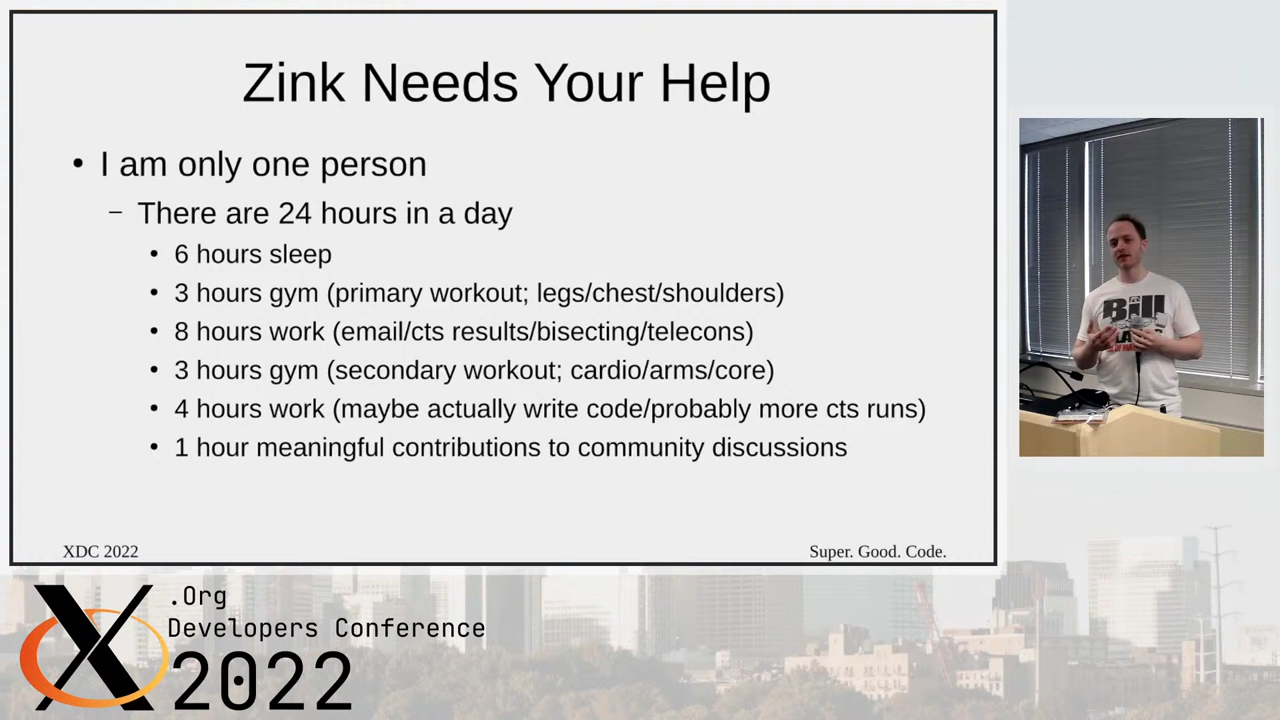 Zink Needs Your Help
• I am only one person
– There are 24 hours in a day
• 6 hours sleep
• 3 hours gym (primary workout; legs/chest/shoulders)
• 8 hours work (email/cts results/bisecting/telecons)
• 3 hours gym (secondary workout; cardio/arms/core)
• 4 hours work (maybe actually write code/probably more cts runs)
• 1 hour meaningful contributions to community discussions
XDC 2022
Super. Good. Code.
Bill
X
.Org
Developers Conference
2022